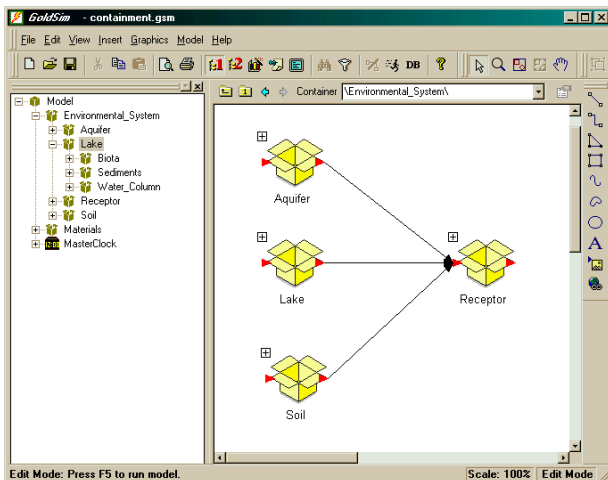 GoldSim - containment.gsm
File Edit View Insert Graphics Model Help
DB
Container \Environmental_System\
Model
Environmental_System
Aquifer
Lake
Biota
Sediments
Water_Column
Receptor
Soil
Materials
MasterClock
Aquifer
Lake
Receptor
Soil
A
Edit Mode: Press F5 to run model.
Scale: 100% Edit Mode